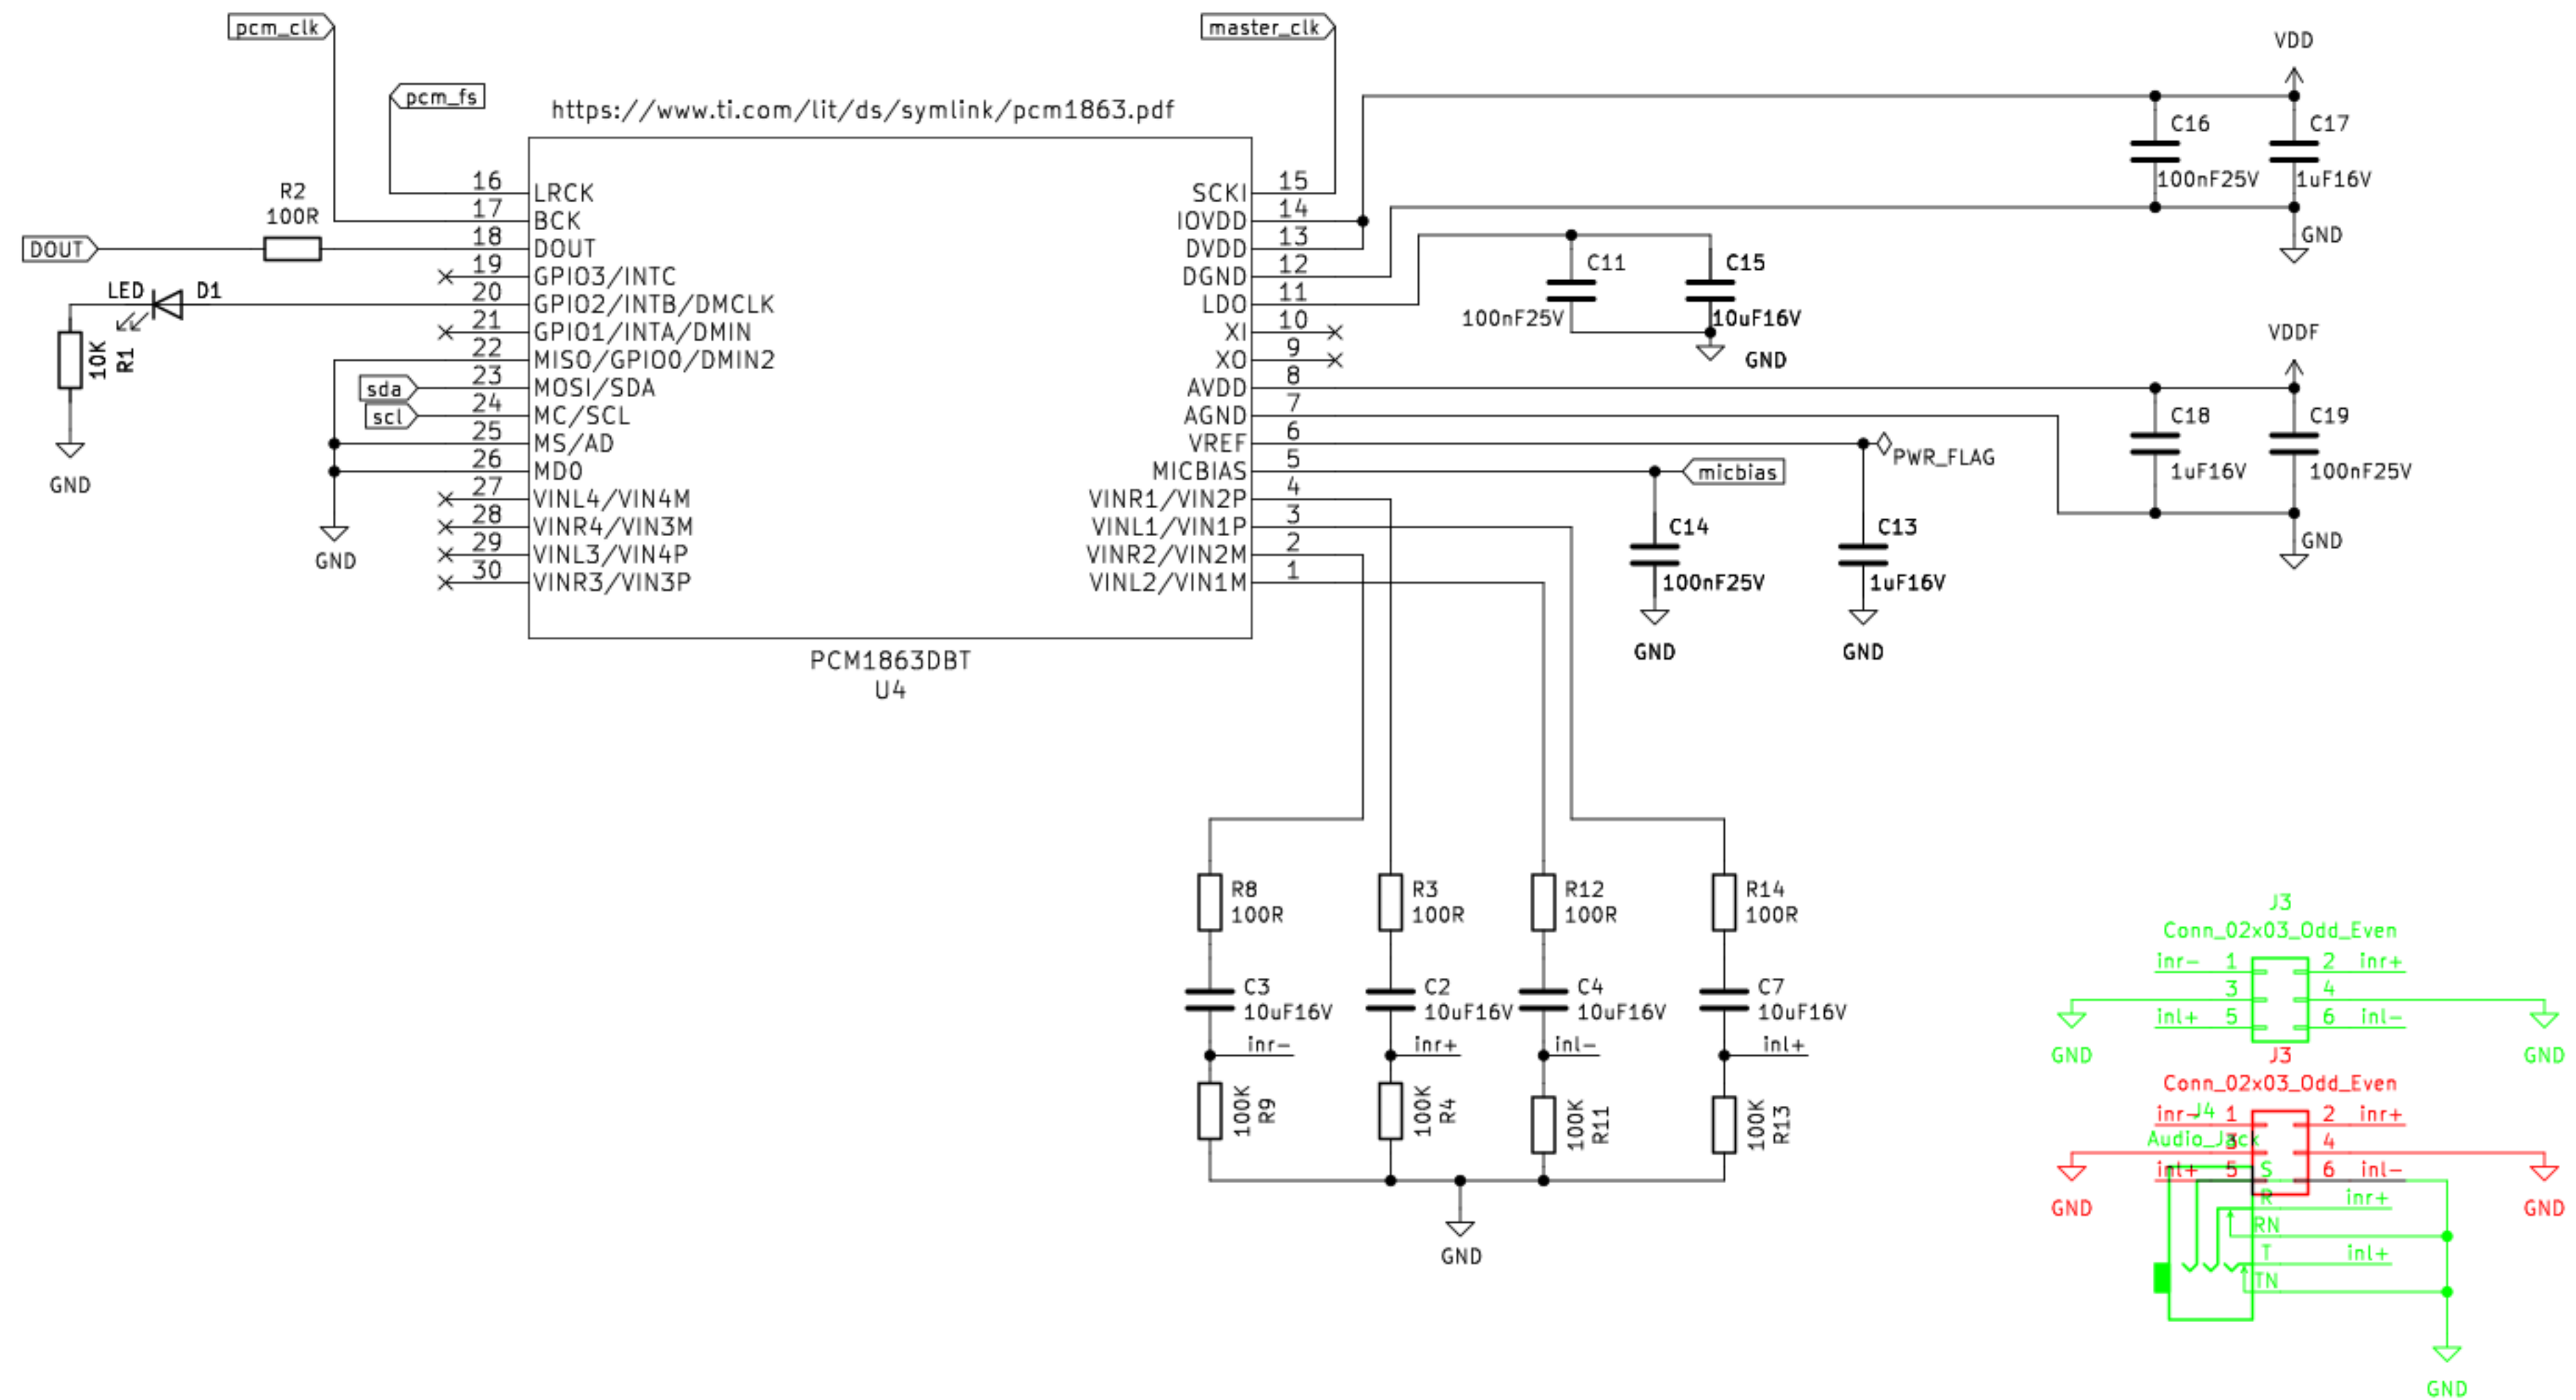 pcm_clk
master_clk
VDD
pcm_fs
https://www.ti.com/lit/ds/symlink/pcm1863.pdf
C16
C17
100nF25V
1uF16V
GND
R2
100R
DOUT
LED
D1
10K
R1
GND
sda
scl
GND
16 LRCK
17 BCK
18 DOUT
19 GPIO3/INTC
20 GPIO2/INTB/DMCLK
21 GPIO1/INTA/DMIN
22 MISO/GPIO0/DMIN2
23 MOSI/SDA
24 MC/SCL
25 MS/AD
26 MD0
27 VINL4/VIN4M
28 VINR4/VIN3M
29 VINL3/VIN4P
30 VINR3/VIN3P
SCKI 15
IOVDD 14
DVDD 13
DGND 12
LDO 11
XI 10
XO 9
AVDD 8
AGND 7
VREF 6
MICBIAS 5
VINR1/VIN2P 4
VINL1/VIN1P 3
VINR2/VIN2M 2
VINL2/VIN1M 1
PCM1863DBT
U4
C11
C15
100nF25V
10uF16V
GND
VDDF
C18
C19
1uF16V
100nF25V
GND
PWR_FLAG
micbias
C14
C13
100nF25V
1uF16V
GND
GND
R8
100R
R3
100R
R12
100R
R14
100R
C3
10uF16V
C2
10uF16V
C4
10uF16V
C7
10uF16V
inr-
inr+
inl-
inl+
100K
R9
100K
R4
100K
R11
100K
R13
GND
J3
Conn_02x03_Odd_Even
inr- 1 2 inr+
3 4
inl+ 5 6 inl-
GND
GND
J3
Conn_02x03_Odd_Even
inr- 1 2 inr+
J4
Audio_Jack
3 4
inl+ 5 6 inl-
S
GND
GND
R inr+
RN
T inl+
TN
GND